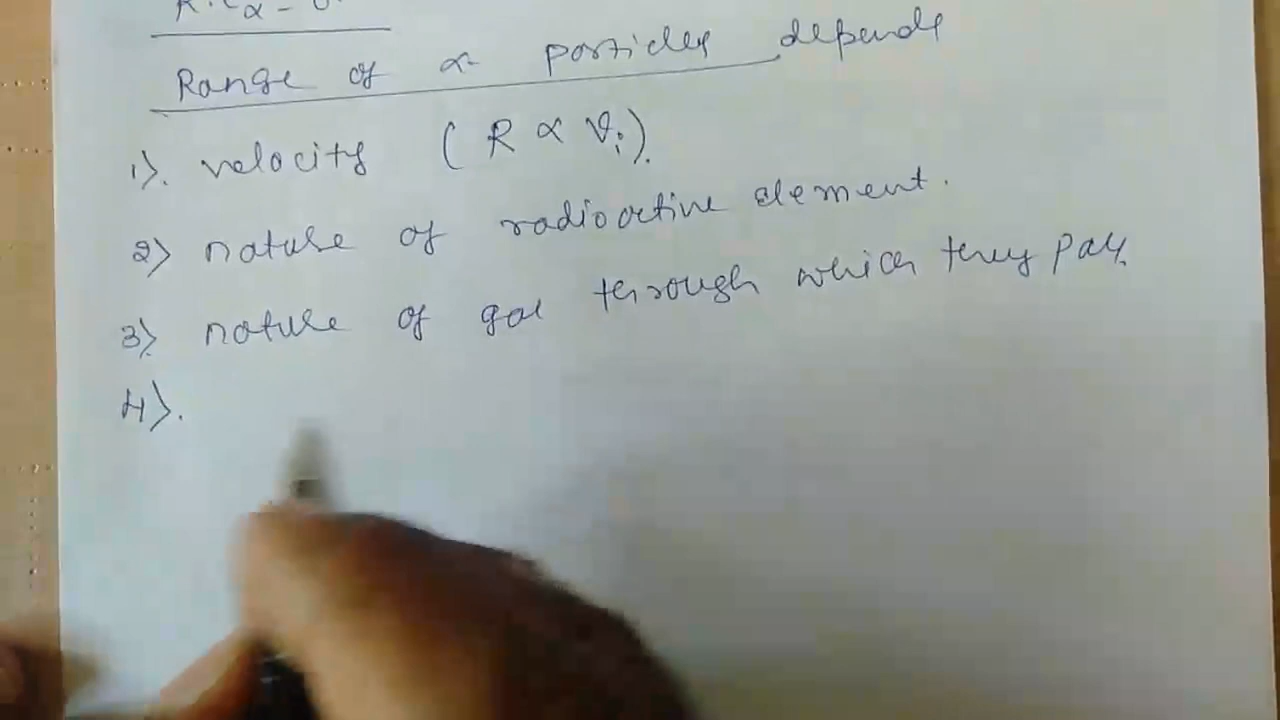 Range of α- particles depends
1). velocity (R ∝ vi).
2) nature of radioactive element.
3). nature of gas through which they pass.
4).